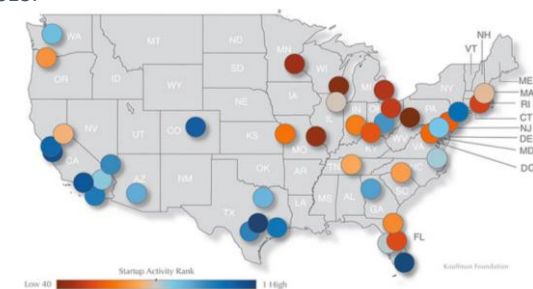 NH
VT
WA
MT
ND
MN
WI
ME
MA
RI
CT
NJ
DE
MD
DC
OR
ID
SD
NY
MI
WY
IA
PA
NE
IL
IN
OH
NV
UT
CO
KS
MO
KY
WV
VA
CA
AZ
NM
OK
AR
TN
NC
SC
TX
LA
MS
AL
GA
FL
Kauffman Foundation
Startup Activity Rank
Low 40
1 High